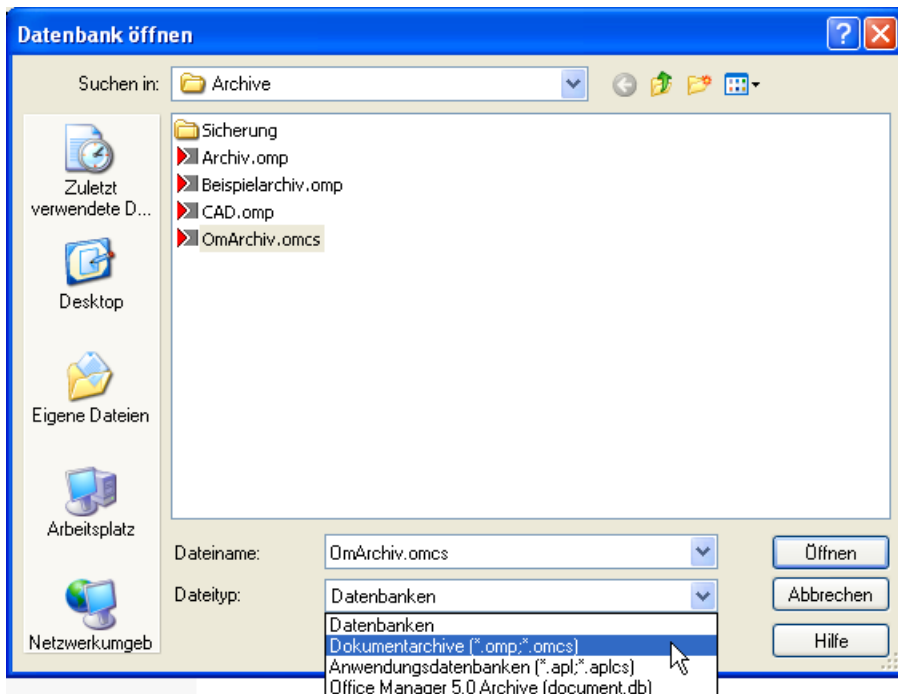 Datenbank öffnen
Suchen in:
Archive
Zuletzt
verwendete D...
Desktop
Eigene Dateien
Arbeitsplatz
Netzwerkumgeb
Sicherung
Archiv.omp
Beispielarchiv.omp
CAD.omp
OmArchiv.omcs
Dateiname:
OmArchiv.omcs
Öffnen
Dateityp:
Datenbanken
Abbrechen
Hilfe
Datenbanken
Dokumentarchive (*.omp;*.omcs)
Anwendungsdatenbanken (*.apl;*.aplcs)
Office Manager 5.0 Archive (document.db)